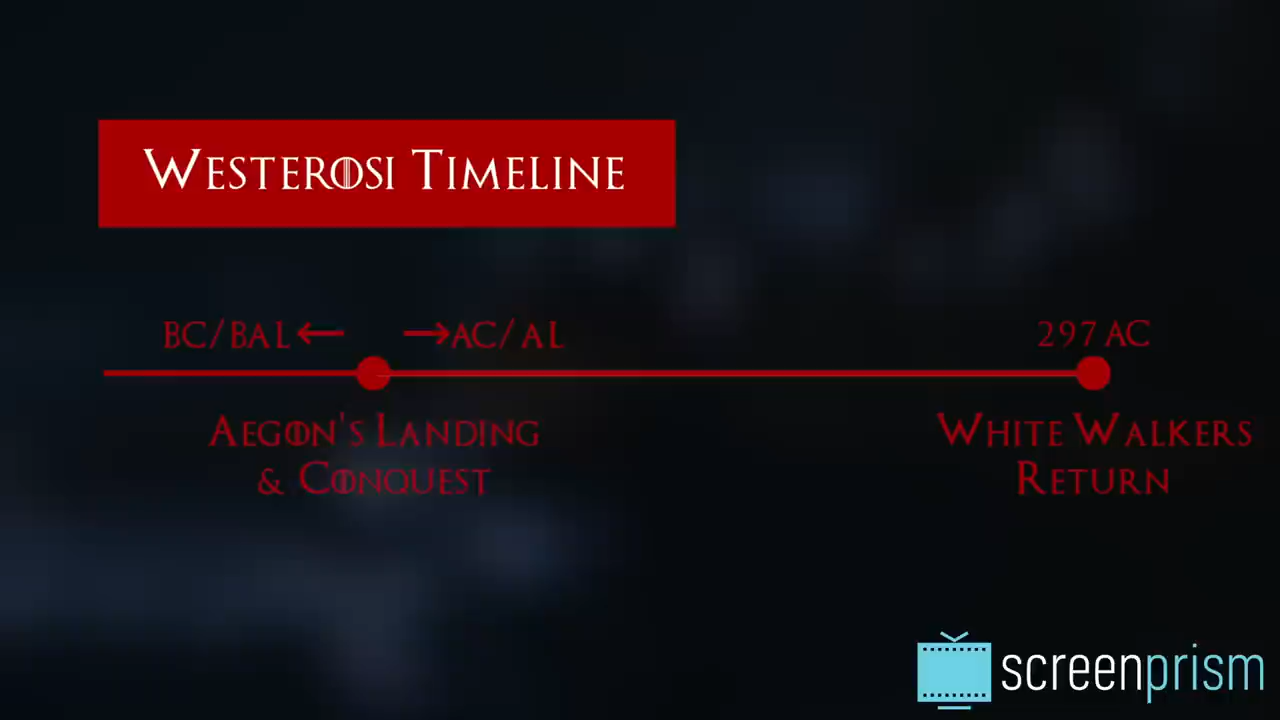 Westerosi Timeline
BC/BAL← →AC/AL
297 AC
Aegon's Landing
& Conquest
White Walkers
Return
screenprism